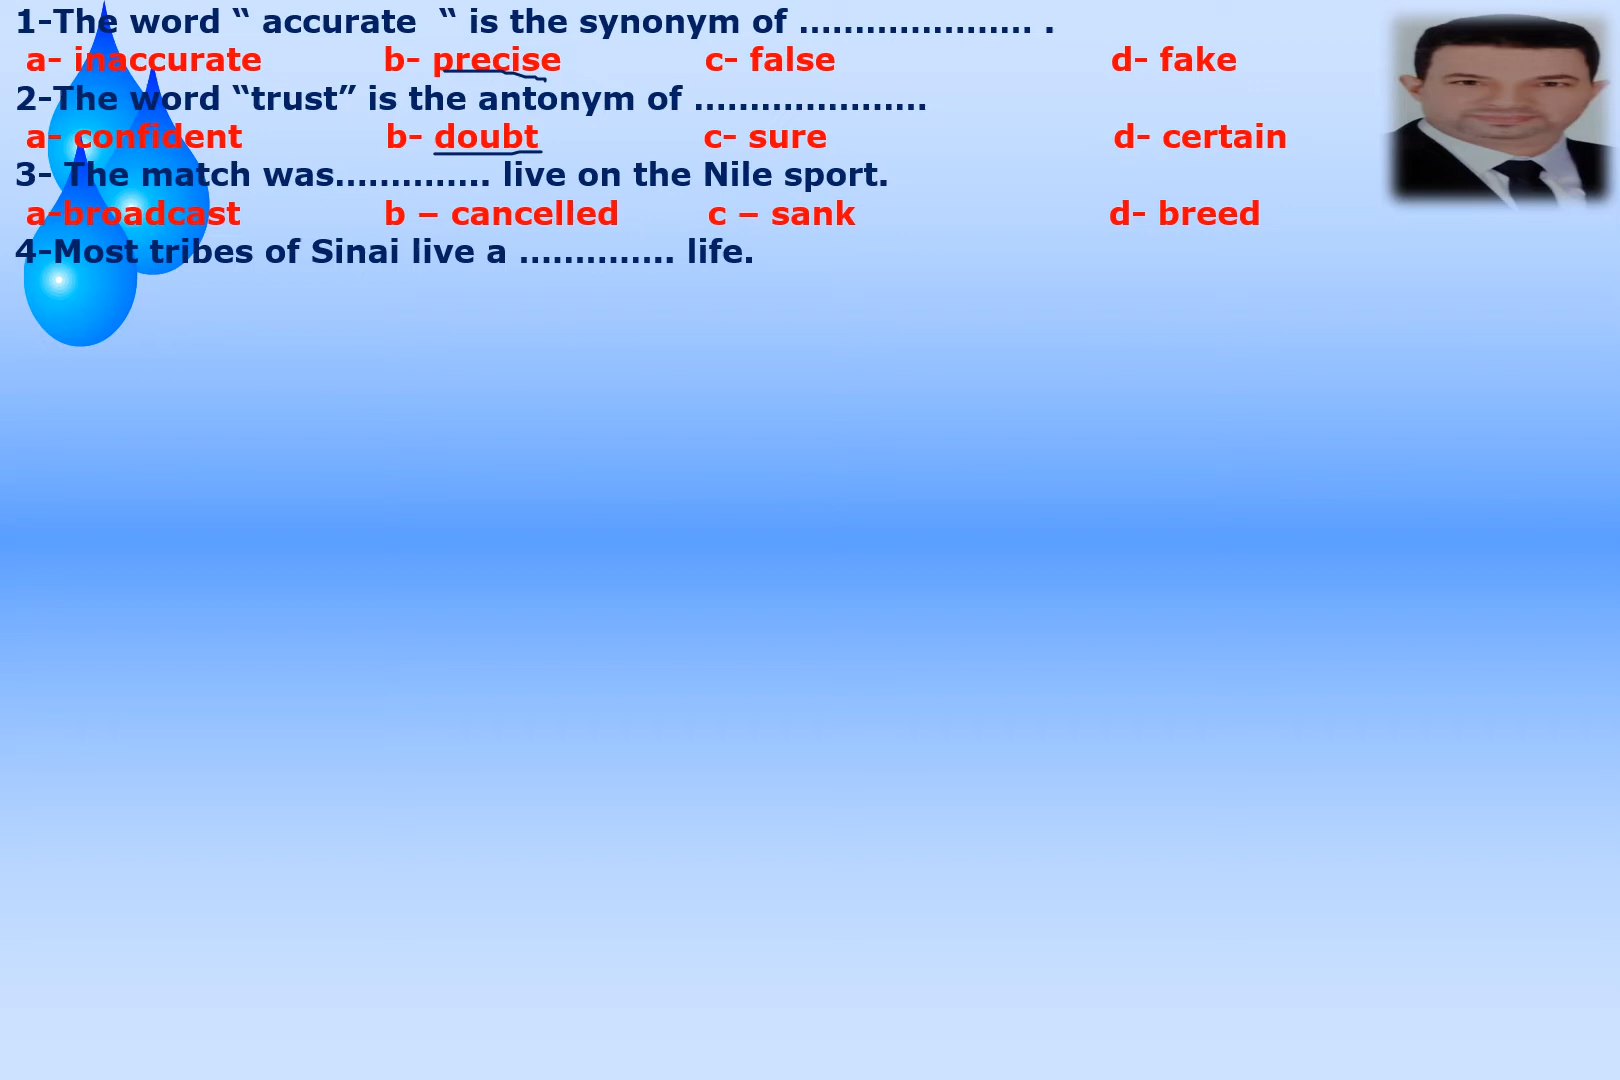 1-The word “ accurate “ is the synonym of ………………… .
a- inaccurate b- precise c- false d- fake
2-The word “trust” is the antonym of …………………
a- confident b- doubt c- sure d- certain
3- The match was………….. live on the Nile sport.
a-broadcast b – cancelled c – sank d- breed
4-Most tribes of Sinai live a ………….. life.